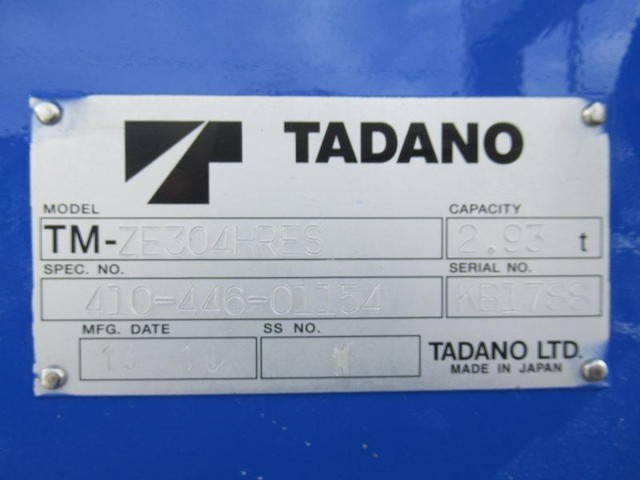 TADANO
MODEL CAPACITY
TM-ZE304HRES 2.93 t
SPEC. NO. SERIAL NO.
410-446-01154
MFG. DATE SS NO.
1 TADANO LTD.
MADE IN JAPAN